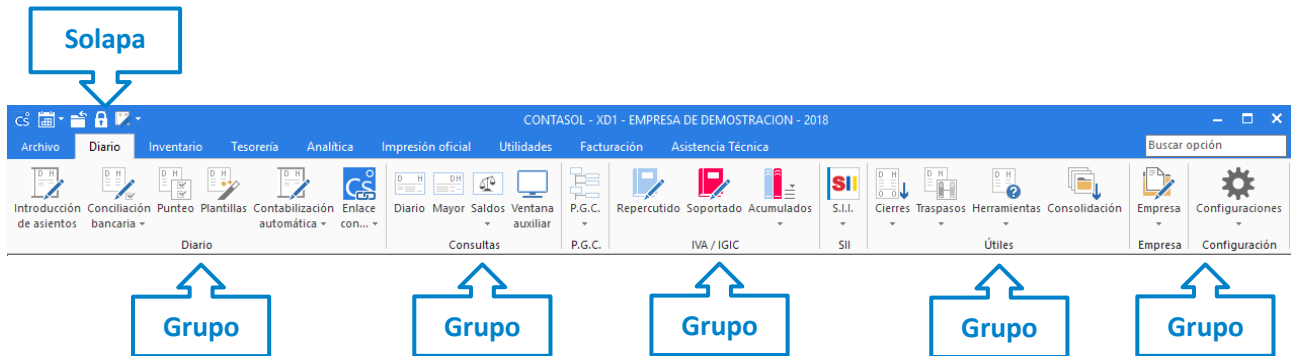 Solapa
CONTASOL - XD1 - EMPRESA DE DEMOSTRACION - 2018
Archivo Diario Inventario Tesorería Analítica Impresión oficial Utilidades Facturación Asistencia Técnica Buscar opción
Introducción de asientos
Conciliación bancaria
Punteo
Plantillas
Contabilización automática
Enlace con...
Diario
Diario
Mayor
Saldos
Ventana auxiliar
Consultas
P.G.C.
P.G.C.
Repercutido
Soportado
Acumulados
IVA / IGIC
SII
S.I.I.
SII
Cierres
Traspasos
Herramientas
Consolidación
Útiles
Empresa
Empresa
Configuraciones
Configuración
Grupo Grupo Grupo Grupo Grupo